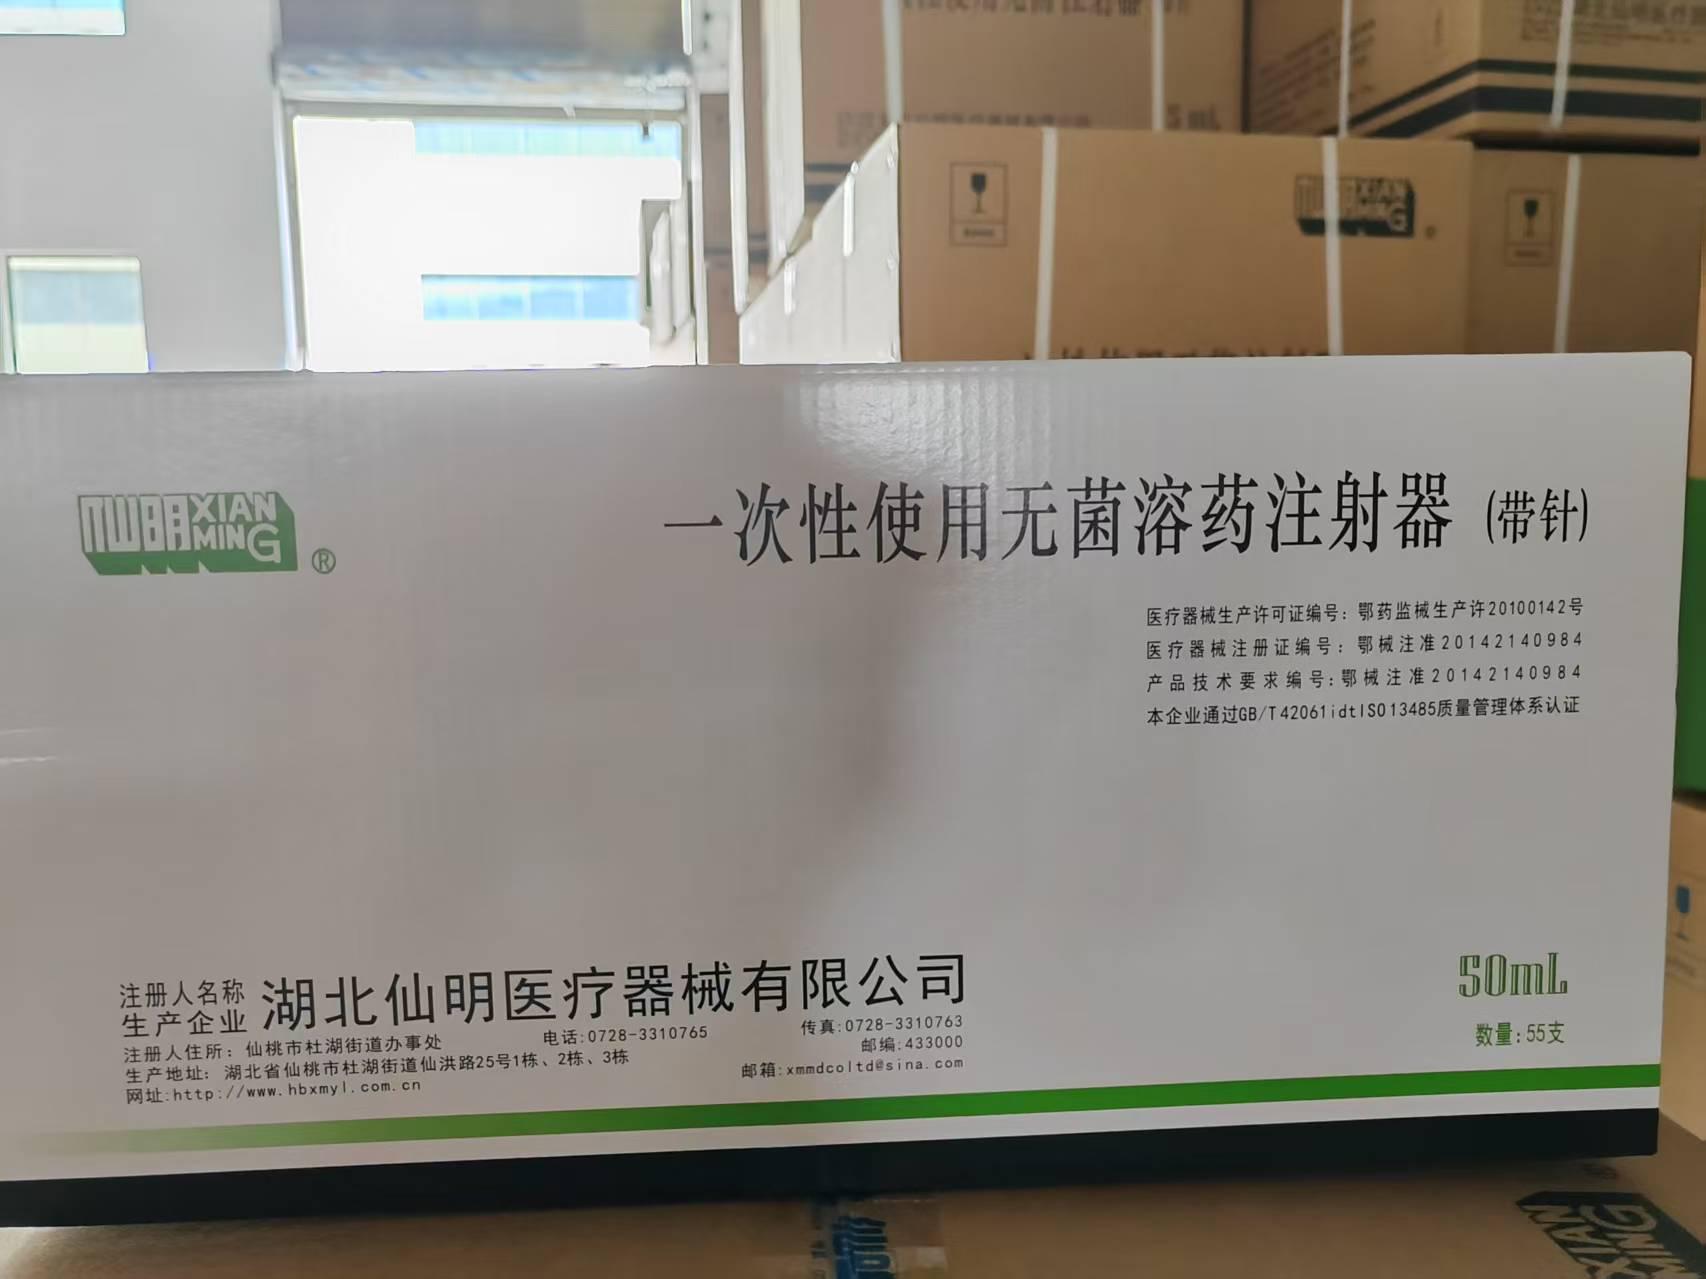 仙明 XIAN MING ®
一次性使用无菌溶药注射器 (带针)
医疗器械生产许可证编号：鄂药监械生产许20100142号
医疗器械注册证编号：鄂械注准20142140984
产品技术要求编号:鄂械注准20142140984
本企业通过GB/T42061idtISO13485质量管理体系认证
注册人名称
生产企业
湖北仙明医疗器械有限公司
注册人住所：仙桃市杜湖街道办事处
电话:0728-3310765
传真:0728-3310763
生产地址：湖北省仙桃市杜湖街道仙洪路25号1栋、2栋、3栋
邮编:433000
网址:http://www.hbxmyl.com.cn
邮箱:xmmdcoltd@sina.com
50mL
数量:55支
仙明 XIAN MING
XIAN MING